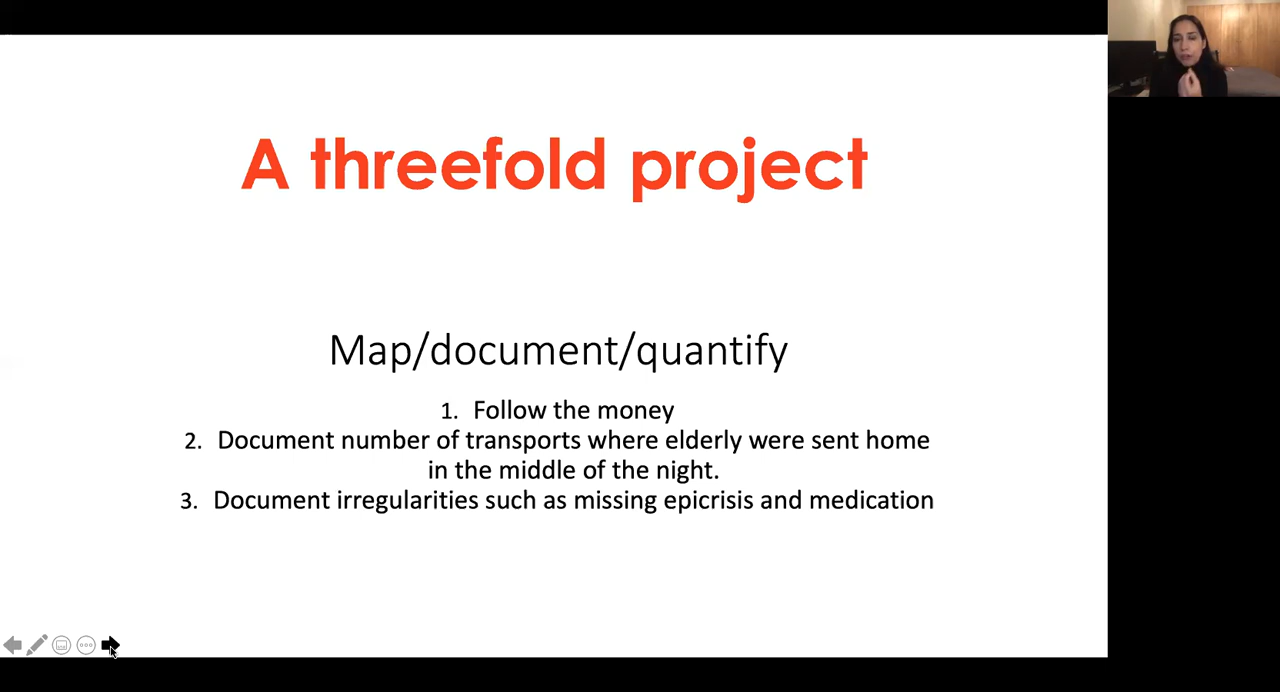 A threefold project
Map/document/quantify
1. Follow the money
2. Document number of transports where elderly were sent home
in the middle of the night.
3. Document irregularities such as missing epicrisis and medication